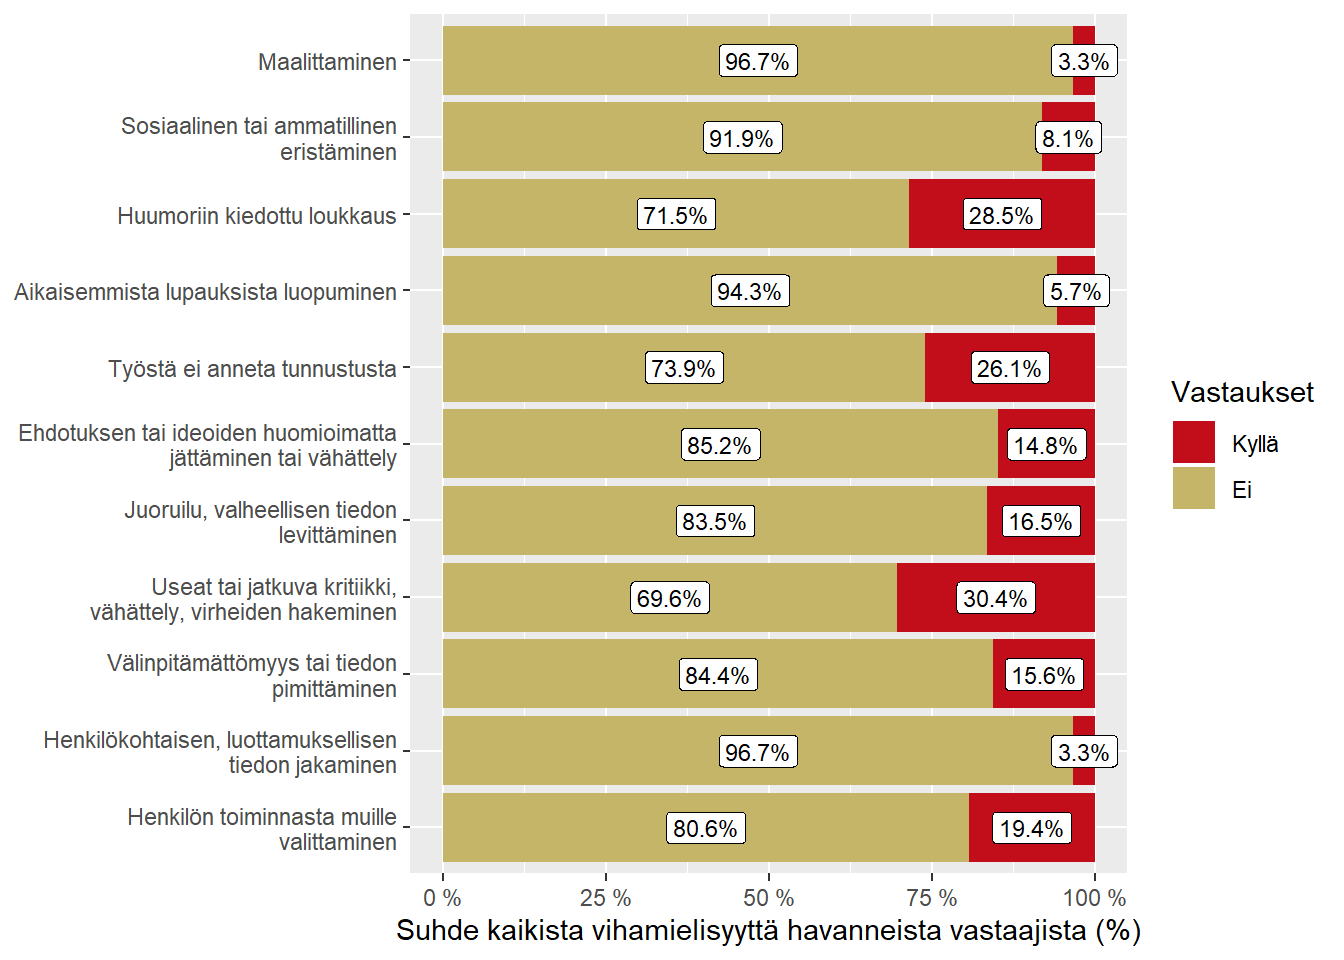 Maalittaminen
96.7%
3.3%
Sosiaalinen tai ammatillinen
eristäminen
91.9%
8.1%
Huumoriin kiedottu loukkaus
71.5%
28.5%
Aikaisemmista lupauksista luopuminen
94.3%
5.7%
Työstä ei anneta tunnustusta
73.9%
26.1%
Ehdotuksen tai ideoiden huomioimatta
jättäminen tai vähättely
85.2%
14.8%
Juoruilu, valheellisen tiedon
levittäminen
83.5%
16.5%
Useat tai jatkuva kritiikki,
vähättely, virheiden hakeminen
69.6%
30.4%
Välinpitämättömyys tai tiedon
pimittäminen
84.4%
15.6%
Henkilökohtaisen, luottamuksellisen
tiedon jakaminen
96.7%
3.3%
Henkilön toiminnasta muille
valittaminen
80.6%
19.4%
0 % 25 % 50 % 75 % 100 %
Suhde kaikista vihamielisyyttä havanneista vastaajista (%)
Vastaukset
Kyllä
Ei